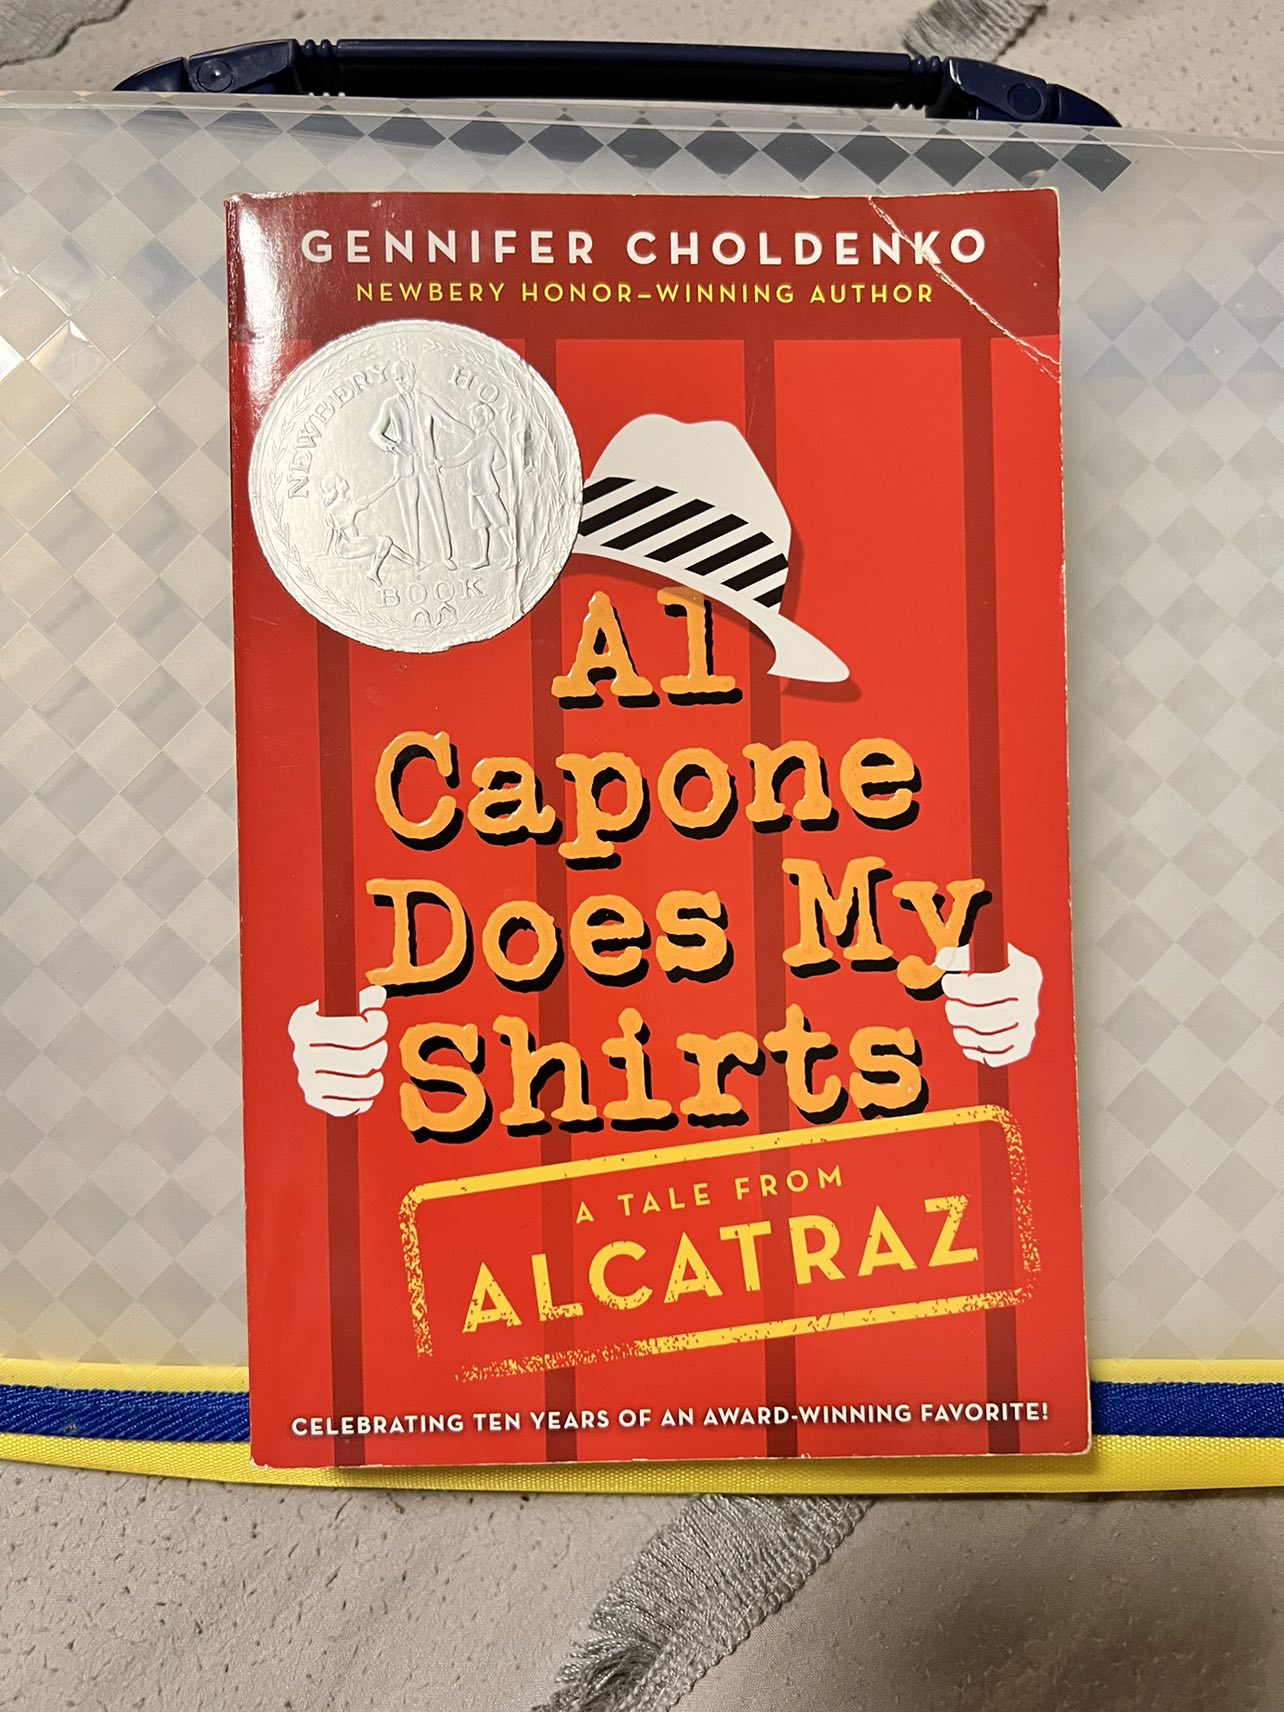 GENNIFER CHOLDENKO
NEWBERY HONOR–WINNING AUTHOR
NEWBERY HO
BOOK
Al
Capone
Does My
Shirts
A TALE FROM
ALCATRAZ
CELEBRATING TEN YEARS OF AN AWARD-WINNING FAVORITE!